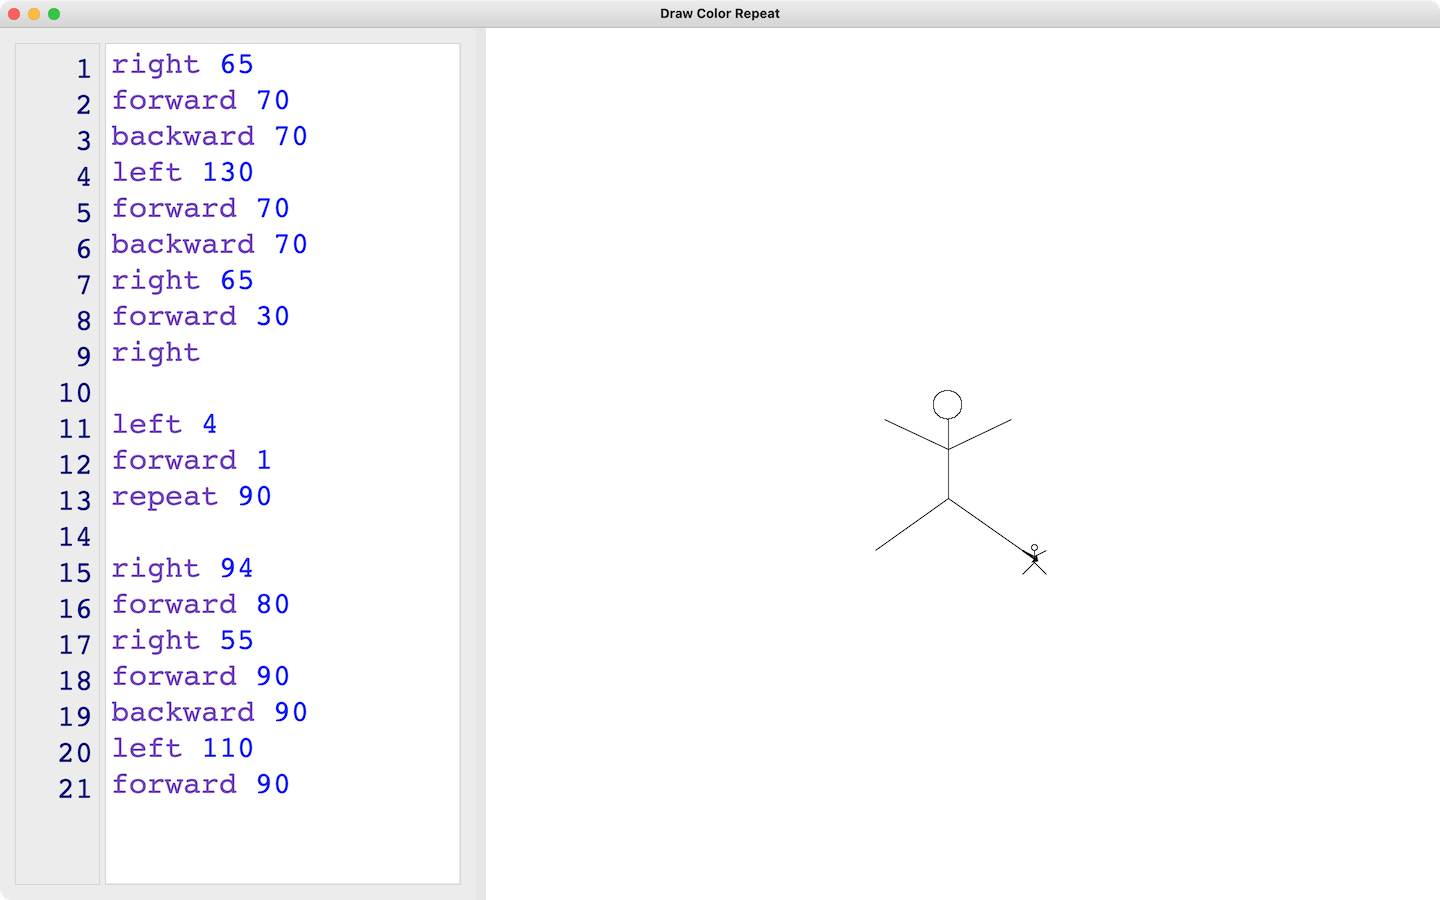 Draw Color Repeat
1 right 65
2 forward 70
3 backward 70
4 left 130
5 forward 70
6 backward 70
7 right 65
8 forward 30
9 right
10
11 left 4
12 forward 1
13 repeat 90
14
15 right 94
16 forward 80
17 right 55
18 forward 90
19 backward 90
20 left 110
21 forward 90